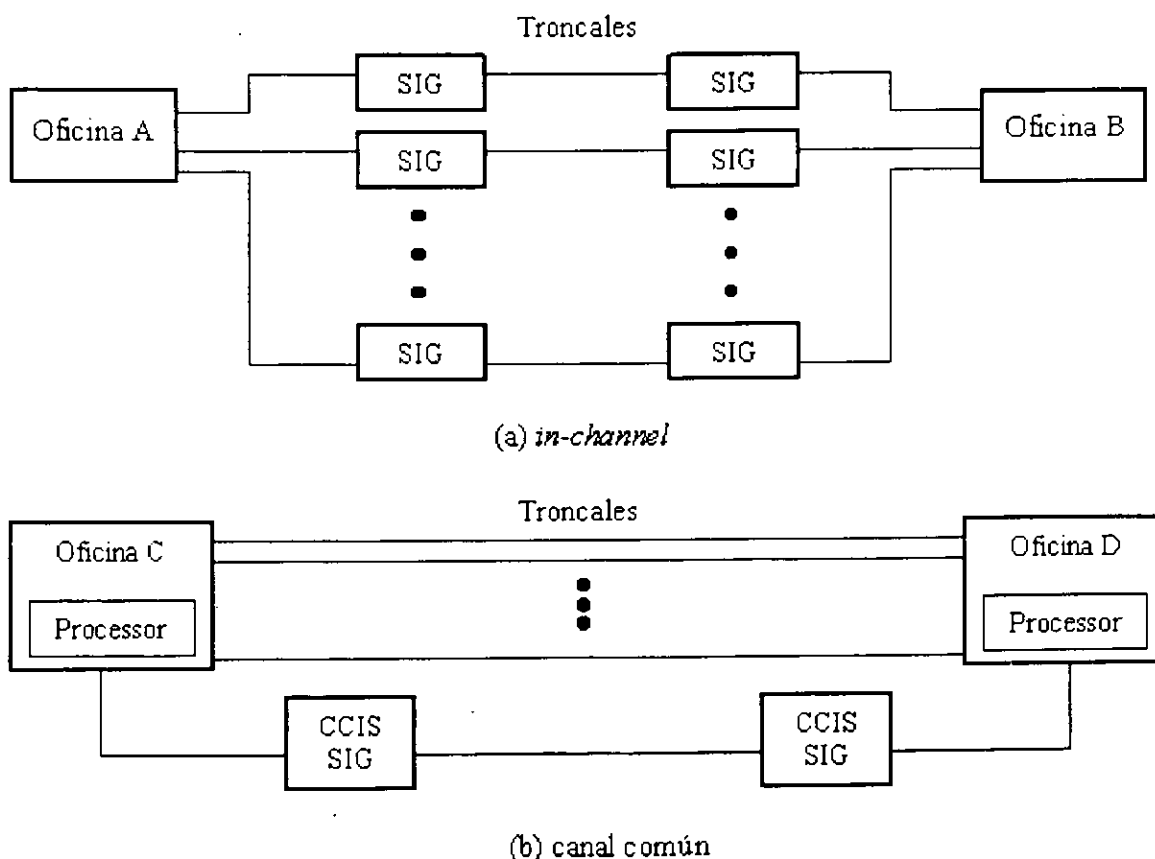 Troncales
SIG
SIG
Oficina A
Oficina B
SIG
SIG
SIG
SIG
(a) in-channel
Troncales
Oficina C
Oficina D
Processor
Processor
CCIS
SIG
CCIS
SIG
(b) canal común